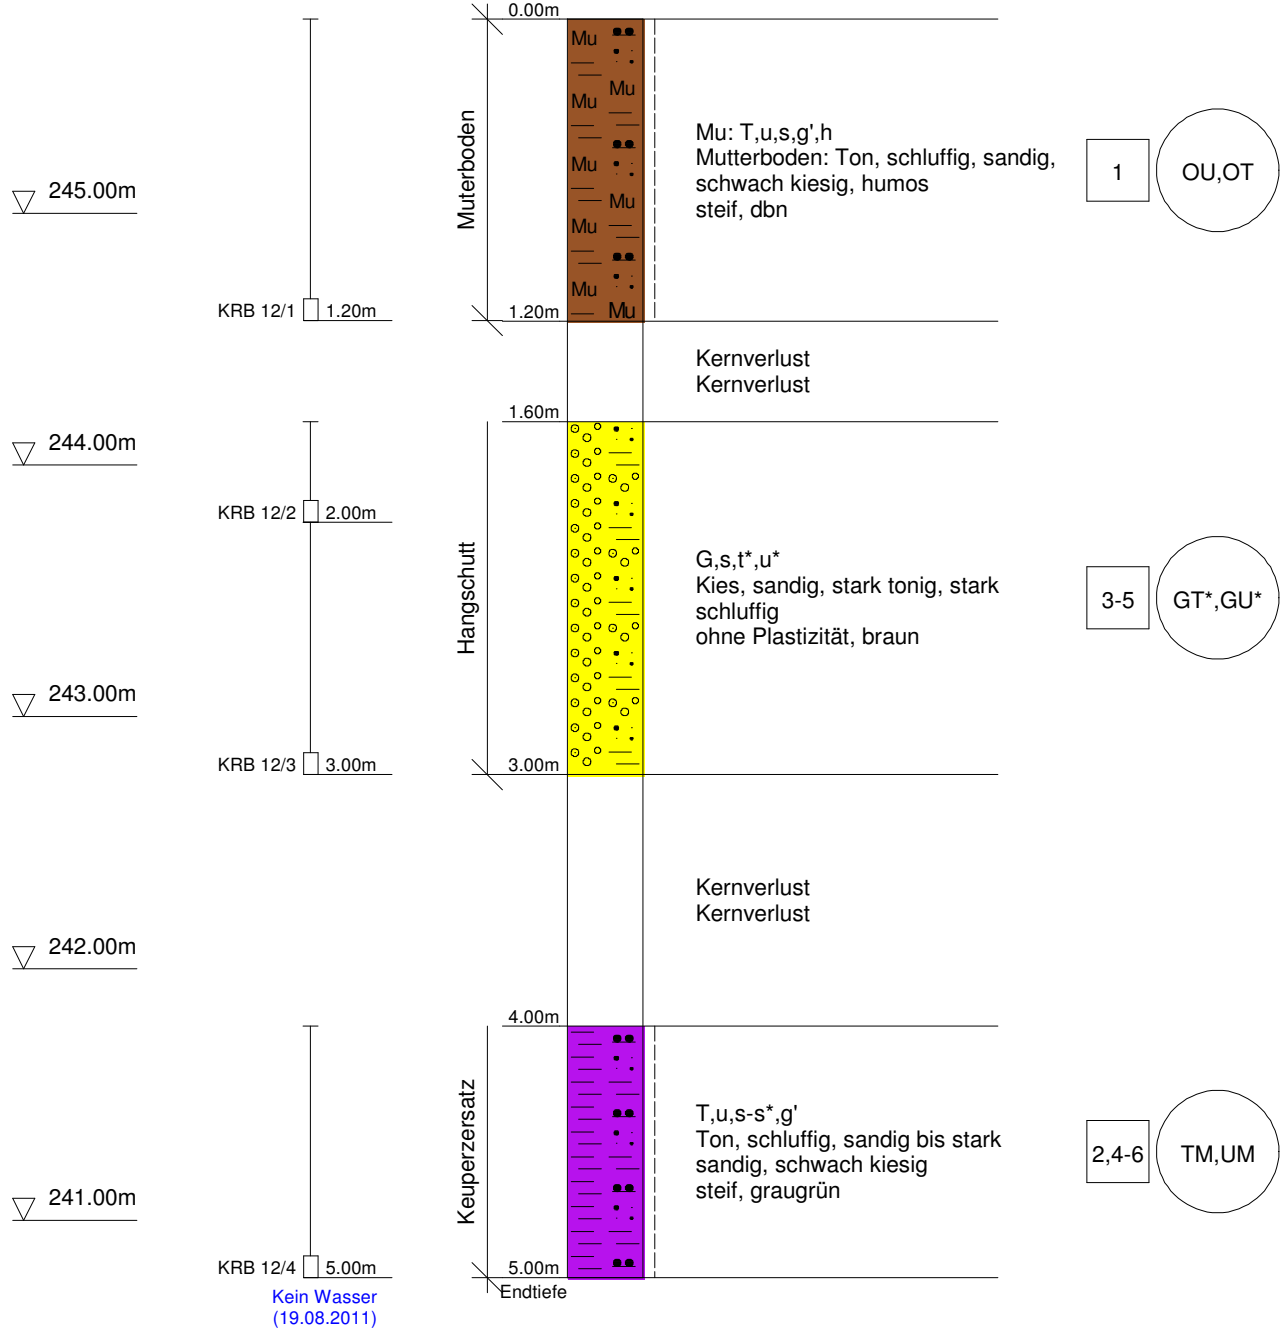 0.00m
Mu
Mu
Mu
Mu
Mu
Mu
Mu
Mu
Muterboden
Mu: T,u,s,g',h
Mutterboden: Ton, schluffig, sandig,
schwach kiesig, humos
steif, dbn
1
OU,OT
245.00m
KRB 12/1
1.20m
1.20m
Kernverlust
Kernverlust
1.60m
244.00m
KRB 12/2
2.00m
Hangschutt
G,s,t*,u*
Kies, sandig, stark tonig, stark
schluffig
ohne Plastizität, braun
3-5
GT*,GU*
243.00m
KRB 12/3
3.00m
3.00m
Kernverlust
Kernverlust
242.00m
4.00m
Keuperzersatz
T,u,s-s*,g'
Ton, schluffig, sandig bis stark
sandig, schwach kiesig
steif, graugrün
2,4-6
TM,UM
241.00m
KRB 12/4
5.00m
5.00m
Endtiefe
Kein Wasser
(19.08.2011)